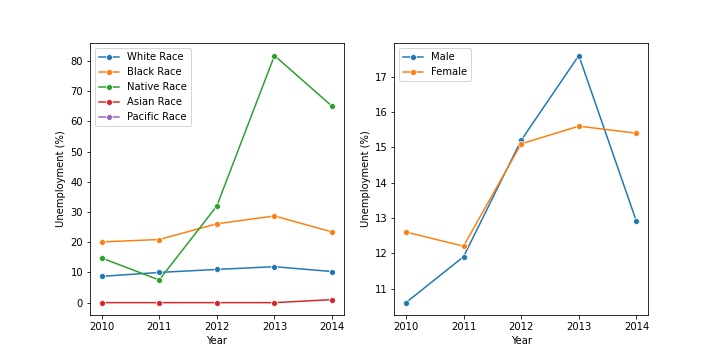 White Race
Black Race
Native Race
Asian Race
Pacific Race
80
70
60
50
40
30
20
10
0
Unemployment (%)
2010 2011 2012 2013 2014
Year
Male
Female
17
16
15
14
13
12
11
Unemployment (%)
2010 2011 2012 2013 2014
Year